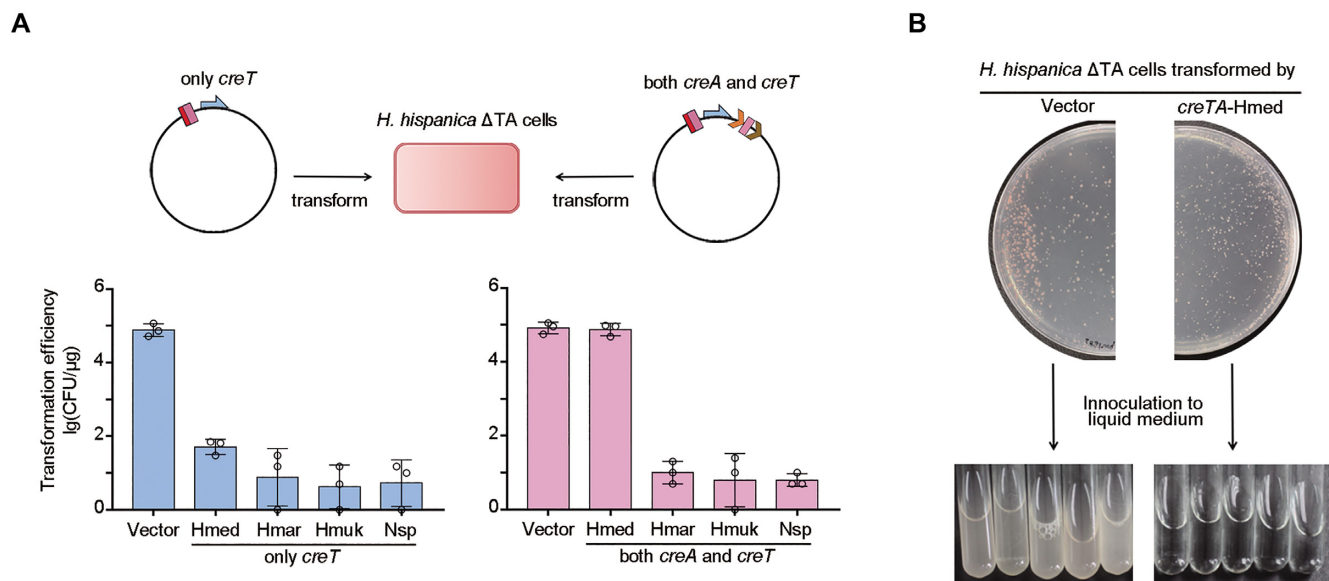 A
only creT
both creA and creT
H. hispanica ΔTA cells
transform
transform
Transformation efficiency
lg(CFU/µg)
6
4
2
0
Vector
Hmed
Hmar
Hmuk
Nsp
only creT
6
4
2
0
Vector
Hmed
Hmar
Hmuk
Nsp
both creA and creT
B
H. hispanica ΔTA cells transformed by
Vector
creTA-Hmed
Innoculation to
liquid medium